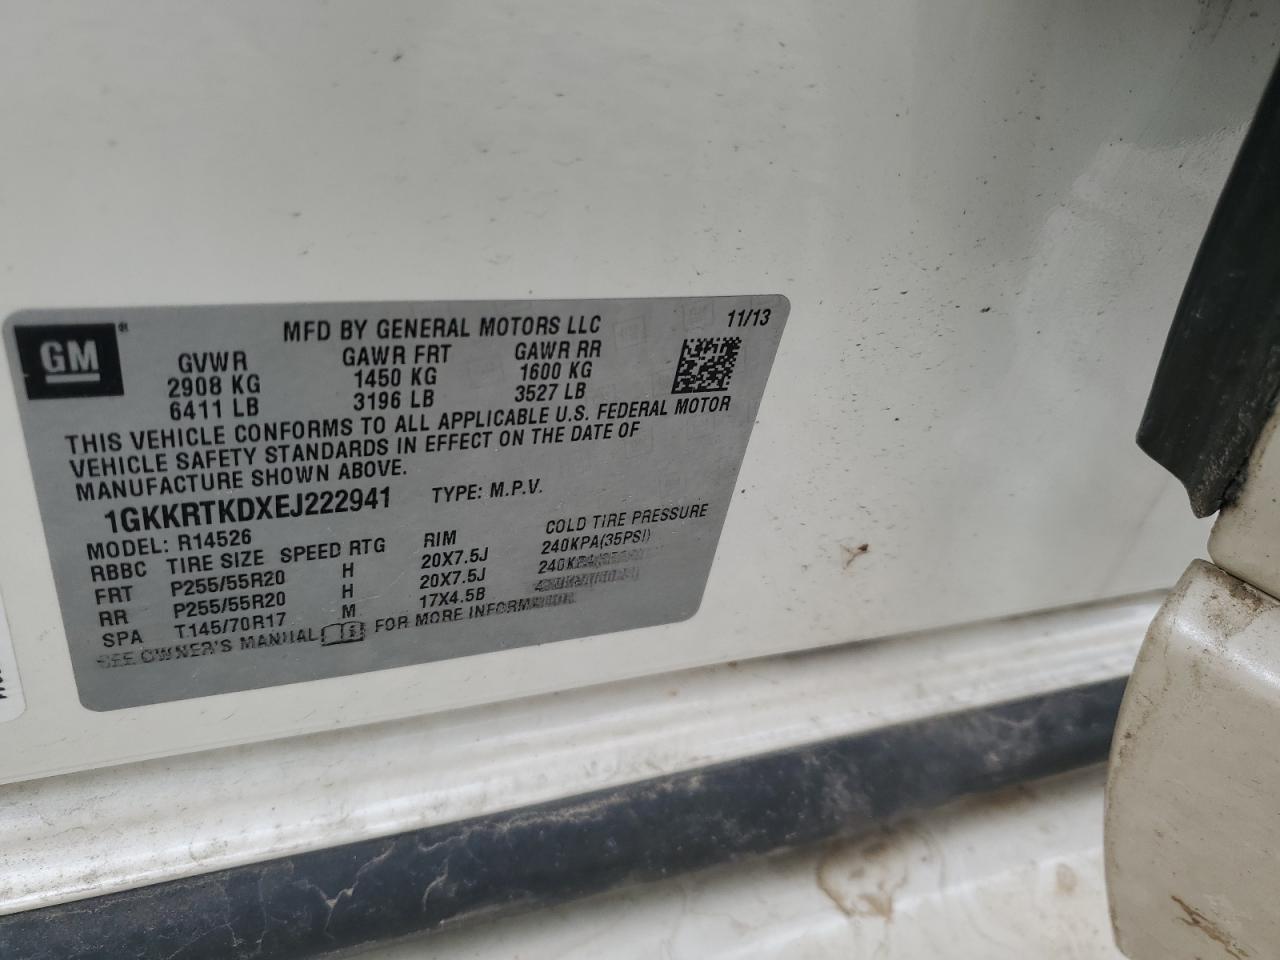 GM ®
MFD BY GENERAL MOTORS LLC 11/13
GVWR GAWR FRT GAWR RR
2908 KG 1450 KG 1600 KG
6411 LB 3196 LB 3527 LB
THIS VEHICLE CONFORMS TO ALL APPLICABLE U.S. FEDERAL MOTOR
VEHICLE SAFETY STANDARDS IN EFFECT ON THE DATE OF
MANUFACTURE SHOWN ABOVE.
1GKKRTKDXEJ222941 TYPE: M.P.V.
MODEL: R14526
RBBC TIRE SIZE SPEED RTG RIM COLD TIRE PRESSURE
FRT P255/55R20 H 20X7.5J 240KPA(35PSI)
RR P255/55R20 H 20X7.5J 240KPA
SPA T.145/70R17 M 17X4.5B
SEE OWNER'S MANUAL FOR MORE INFORMATION